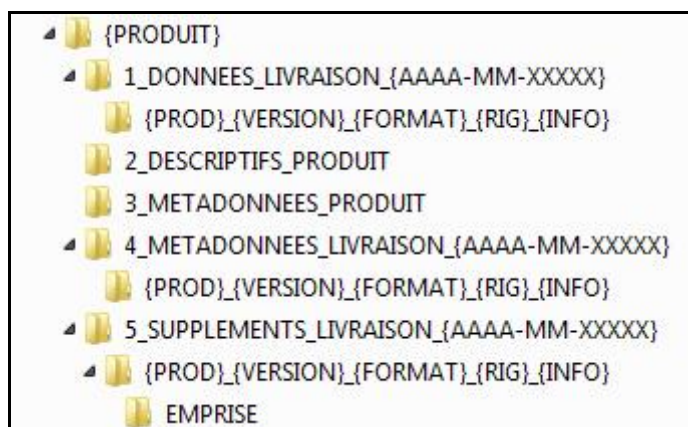 {PRODUIT}
1_DONNEES_LIVRAISON_{AAAA-MM-XXXXX}
{PROD}_{VERSION}_{FORMAT}_{RIG}_{INFO}
2_DESCRIPTIFS_PRODUIT
3_METADONNEES_PRODUIT
4_METADONNEES_LIVRAISON_{AAAA-MM-XXXXX}
{PROD}_{VERSION}_{FORMAT}_{RIG}_{INFO}
5_SUPPLEMENTS_LIVRAISON_{AAAA-MM-XXXXX}
{PROD}_{VERSION}_{FORMAT}_{RIG}_{INFO}
EMPRISE